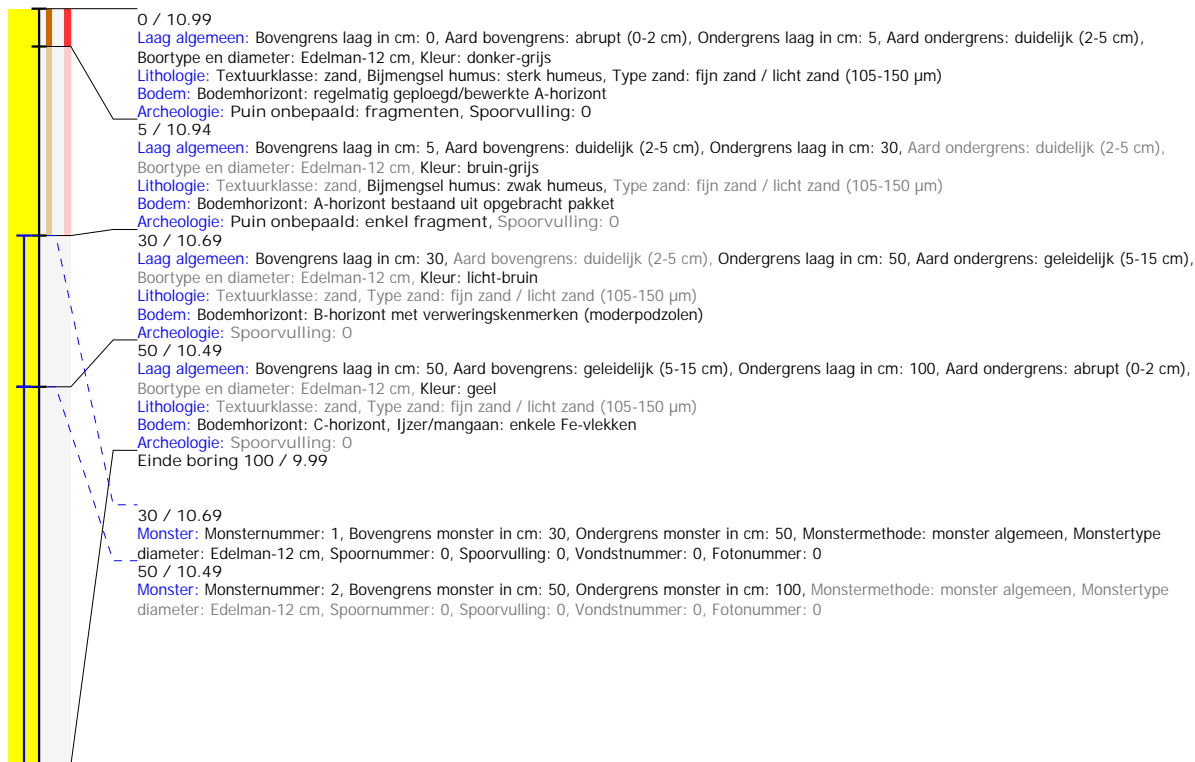 0 / 10.99
Laag algemeen: Bovengrens laag in cm: 0, Aard bovengrens: abrupt (0-2 cm), Ondergrens laag in cm: 5, Aard ondergrens: duidelijk (2-5 cm),
Boortype en diameter: Edelman-12 cm, Kleur: donker-grijs
Lithologie: Textuurklasse: zand, Bijmengsel humus: sterk humeus, Type zand: fijn zand / licht zand (105-150 µm)
Bodem: Bodemhorizont: regelmatig geploegd/bewerkte A-horizont
Archeologie: Puin onbepaald: fragmenten, Spoorvulling: 0
5 / 10.94
Laag algemeen: Bovengrens laag in cm: 5, Aard bovengrens: duidelijk (2-5 cm), Ondergrens laag in cm: 30, Aard ondergrens: duidelijk (2-5 cm),
Boortype en diameter: Edelman-12 cm, Kleur: bruin-grijs
Lithologie: Textuurklasse: zand, Bijmengsel humus: zwak humeus, Type zand: fijn zand / licht zand (105-150 µm)
Bodem: Bodemhorizont: A-horizont bestaand uit opgebracht pakket
Archeologie: Puin onbepaald: enkel fragment, Spoorvulling: 0
30 / 10.69
Laag algemeen: Bovengrens laag in cm: 30, Aard bovengrens: duidelijk (2-5 cm), Ondergrens laag in cm: 50, Aard ondergrens: geleidelijk (5-15 cm),
Boortype en diameter: Edelman-12 cm, Kleur: licht-bruin
Lithologie: Textuurklasse: zand, Type zand: fijn zand / licht zand (105-150 µm)
Bodem: Bodemhorizont: B-horizont met verweringskenmerken (moderpodzolen)
Archeologie: Spoorvulling: 0
50 / 10.49
Laag algemeen: Bovengrens laag in cm: 50, Aard bovengrens: geleidelijk (5-15 cm), Ondergrens laag in cm: 100, Aard ondergrens: abrupt (0-2 cm),
Boortype en diameter: Edelman-12 cm, Kleur: geel
Lithologie: Textuurklasse: zand, Type zand: fijn zand / licht zand (105-150 µm)
Bodem: Bodemhorizont: C-horizont, Ijzer/mangaan: enkele Fe-vlekken
Archeologie: Spoorvulling: 0
Einde boring 100 / 9.99
30 / 10.69
Monster: Monsternummer: 1, Bovengrens monster in cm: 30, Ondergrens monster in cm: 50, Monstermethode: monster algemeen, Monstertype
diameter: Edelman-12 cm, Spoornummer: 0, Spoorvulling: 0, Vondstnummer: 0, Fotonummer: 0
50 / 10.49
Monster: Monsternummer: 2, Bovengrens monster in cm: 50, Ondergrens monster in cm: 100, Monstermethode: monster algemeen, Monstertype
diameter: Edelman-12 cm, Spoornummer: 0, Spoorvulling: 0, Vondstnummer: 0, Fotonummer: 0